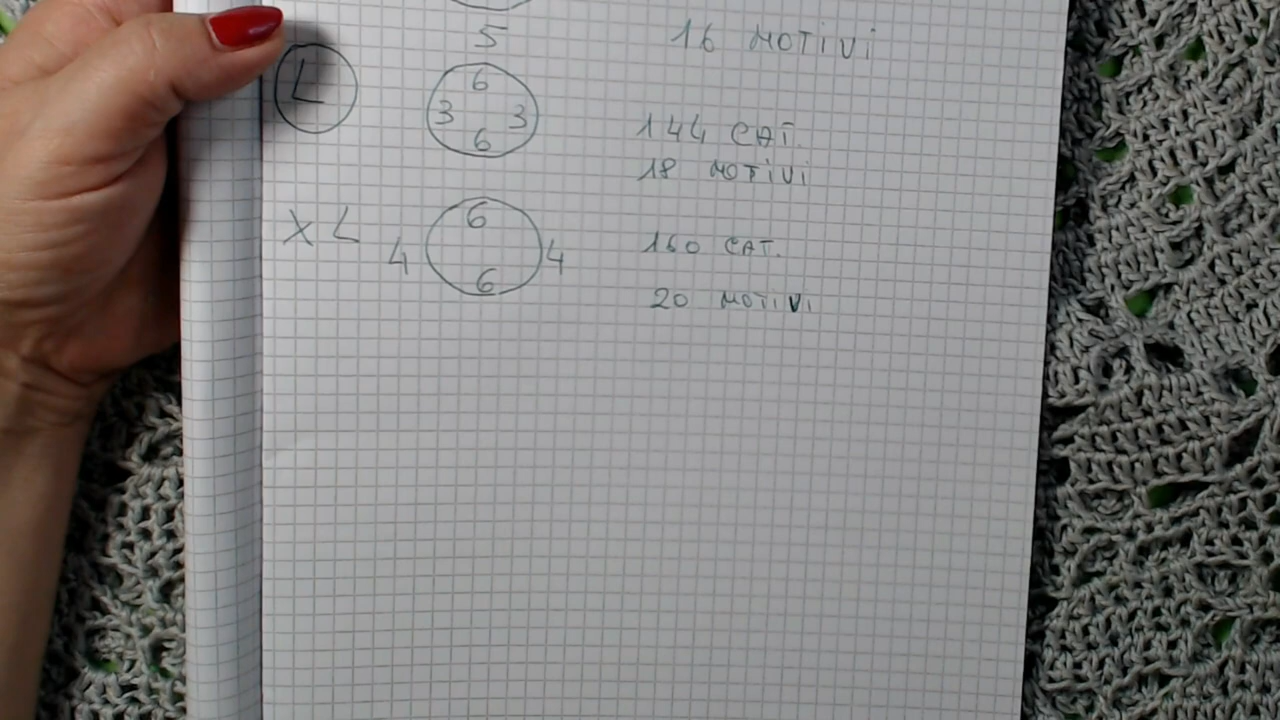 5 16 MOTIVI
L 6
3 3 144 CAT.
6
18 MOTIVI
XL 6
4 4 160 CAT.
6
20 MOTIVI